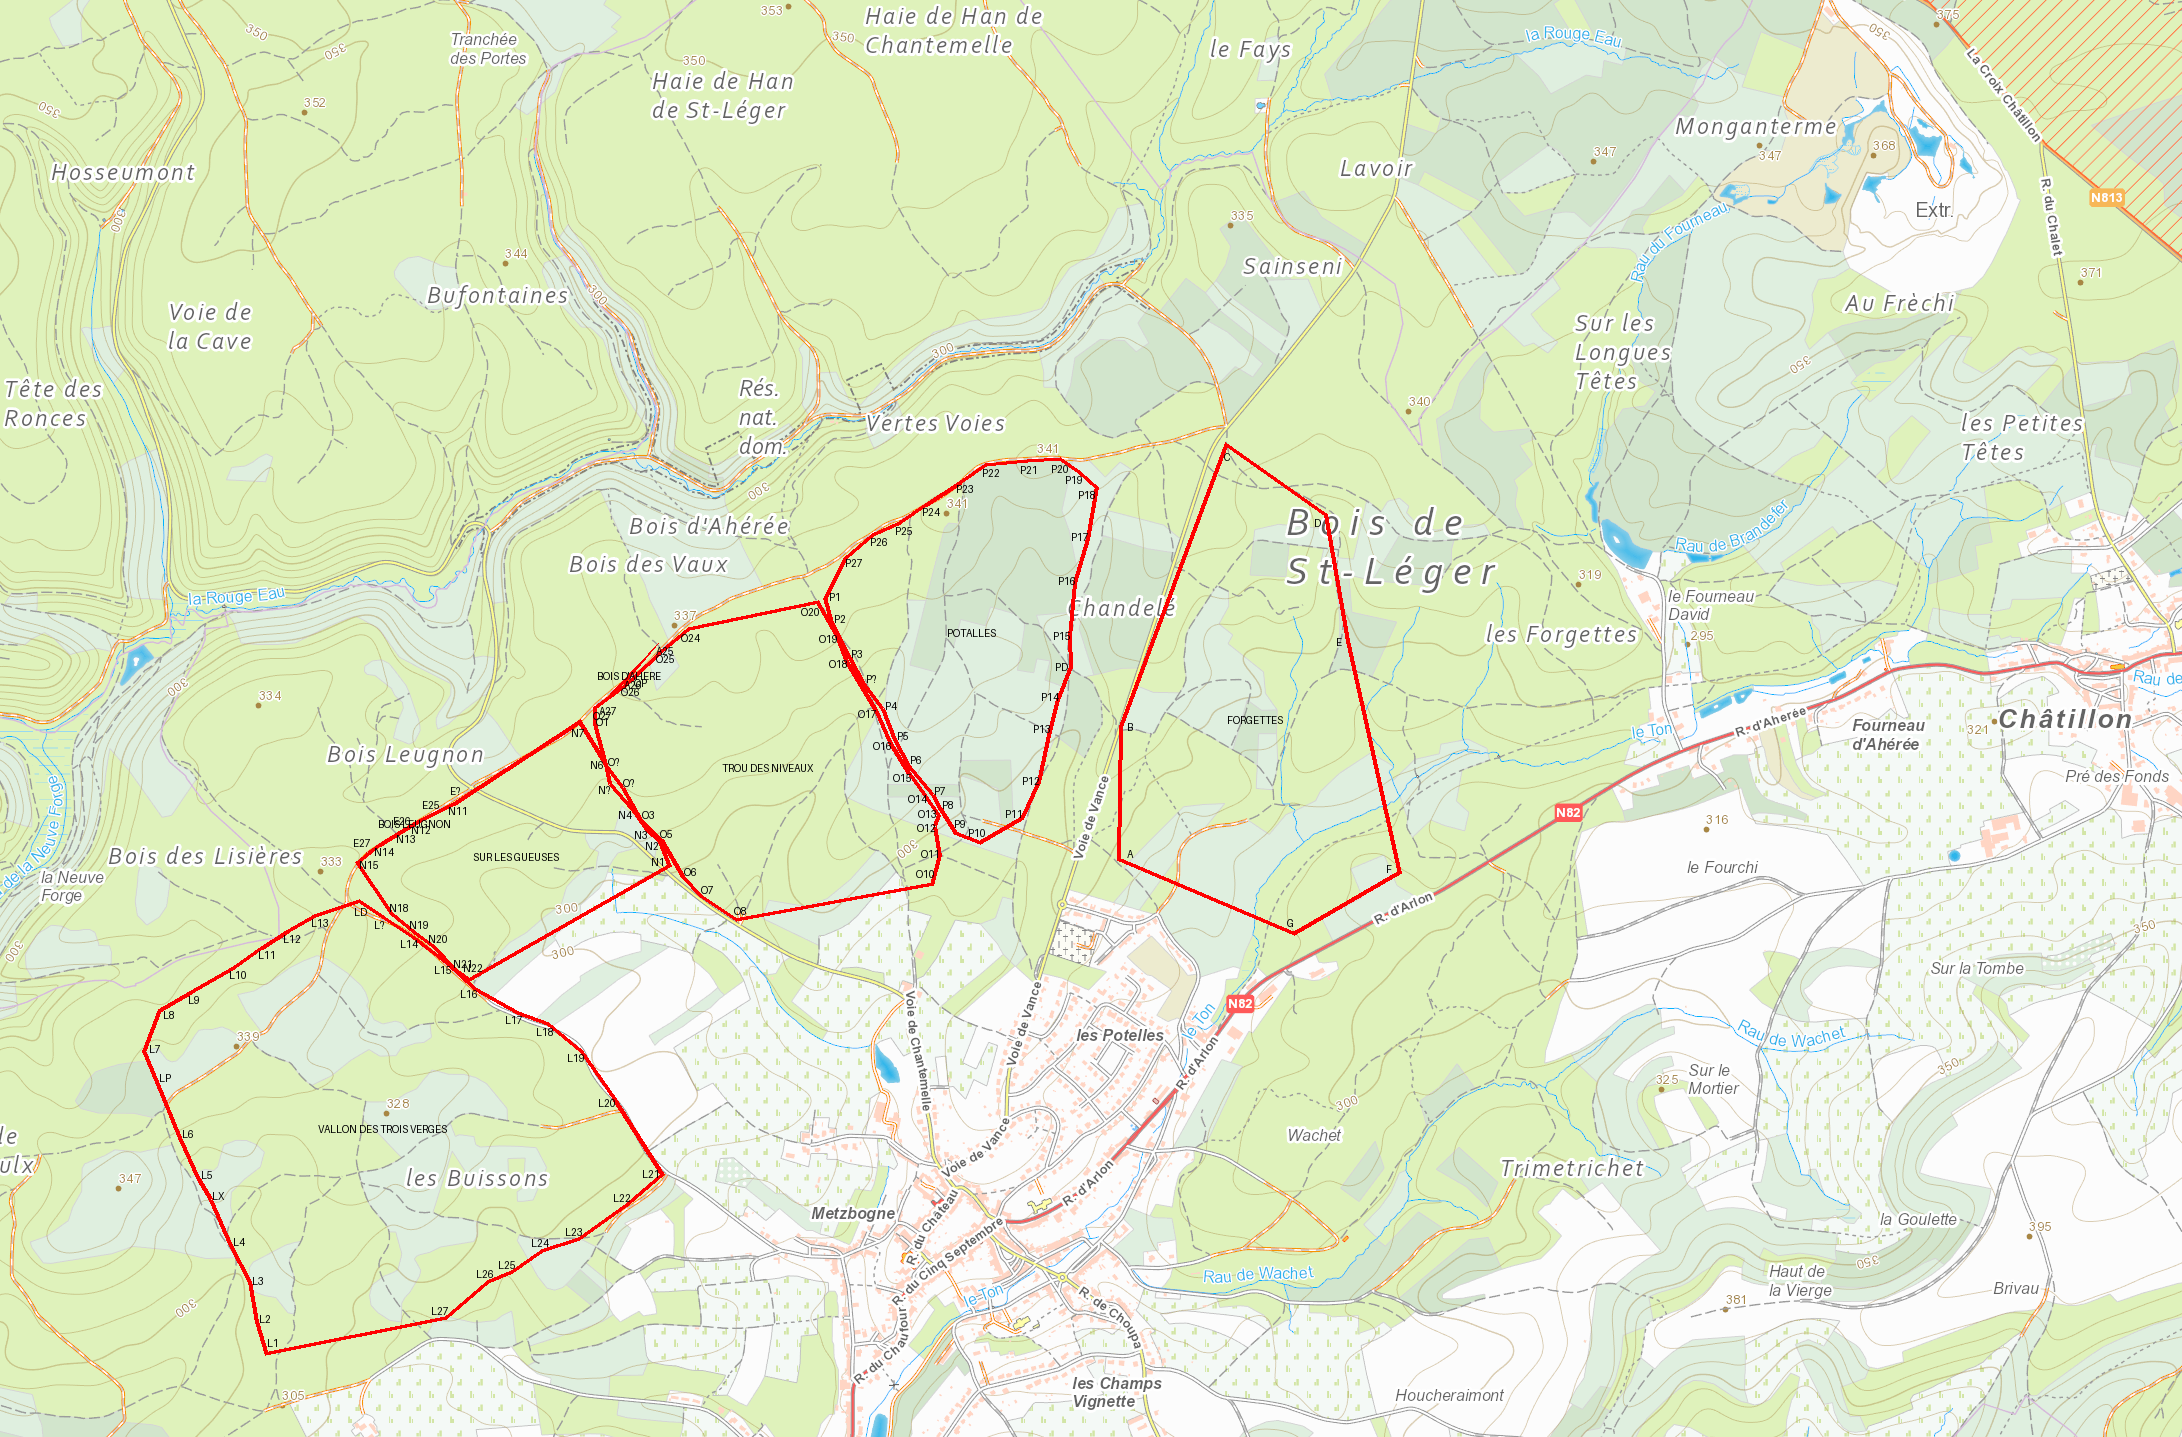 Haie de Han de
Chantemelle
353
350
350
350
375
la Rouge Eau
350
Tranchée
des Portes
le Fays
Haie de Han
de St-Léger
350
La Croix Châtillon
350
352
Monganterme
347
368
347
Hosseumont
Lavoir
R. du Chalet
N813
300
335
Extr.
Rau du Fourneau
344
Sainseni
371
Bufontaines
300
Voie de
la Cave
Au Frèchi
Sur les
Longues
Têtes
300
350
Tête des
Ronces
Rés.
nat.
dom.
340
Vertes Voies
les Petites
Têtes
341
C
P22
P21
P20
P19
P18
P23
300
300
341
P24
P25
P26
P17
Bois d'Ahérée
Bois de
St-Léger
D
Rau de Brandefer
Bois des Vaux
P27
P16
319
la Rouge Eau
P1
O20
P2
Chandelé
le Fourneau
David
337
O24
O19
POTALLES
P15
E
les Forgettes
295
A25
O25
P3
O18
PD
Rau de
BOIS D'AHERE
O26
P?
P14
300
334
A27
O27
O1
P4
O17
FORGETTES
R. d'Aherée
Châtillon
Fourneau
d'Ahérée
321
N7
P5
O16
P13
B
le Ton
Bois Leugnon
N6
O?
P6
TROU DES NIVEAUX
O15
Pré des Fonds
de la Neuve Forge
E?
N?
O?
P7
P12
E25
N11
O14
P8
Voie de Vance
N82
BOIS LEUGNON
E26
N12
N4
O3
O13
P11
316
N13
N3
O5
O12
P9
P10
E27
N14
N2
300
Bois des Lisières
333
N15
SUR LES GUEUSES
N1
O11
A
la Neuve
Forge
O6
O10
F
le Fourchi
O7
LD
N18
300
O8
R. d'Arlon
L13
L?
N19
G
L12
L14
N20
300
350
L11
300
N21
L10
L15
N22
Sur la Tombe
L9
L16
Voie de Chantemelle
Voie de Vance
N82
L8
L17
L18
le Ton
339
les Potelles
Rau de Wachet
L7
L19
R. d'Arlon
350
LP
Sur le
Mortier
325
328
L20
300
VALLON DES TROIS VERGES
le
ulx
L6
Wachet
Voie de Vance
347
L5
les Buissons
L21
R. d'Arlon
Trimetrichet
LX
L22
Metzbogne
R. du Château
la Goulette
395
L4
L23
L24
R. du Cinq Septembre
350
L3
L25
L26
Rau de Wachet
Haut de
la Vierge
Brivau
300
L2
L27
le Ton
R. de Choupa
381
L1
R. du Chaufour
305
les Champs
Vignette
Houcheraimont